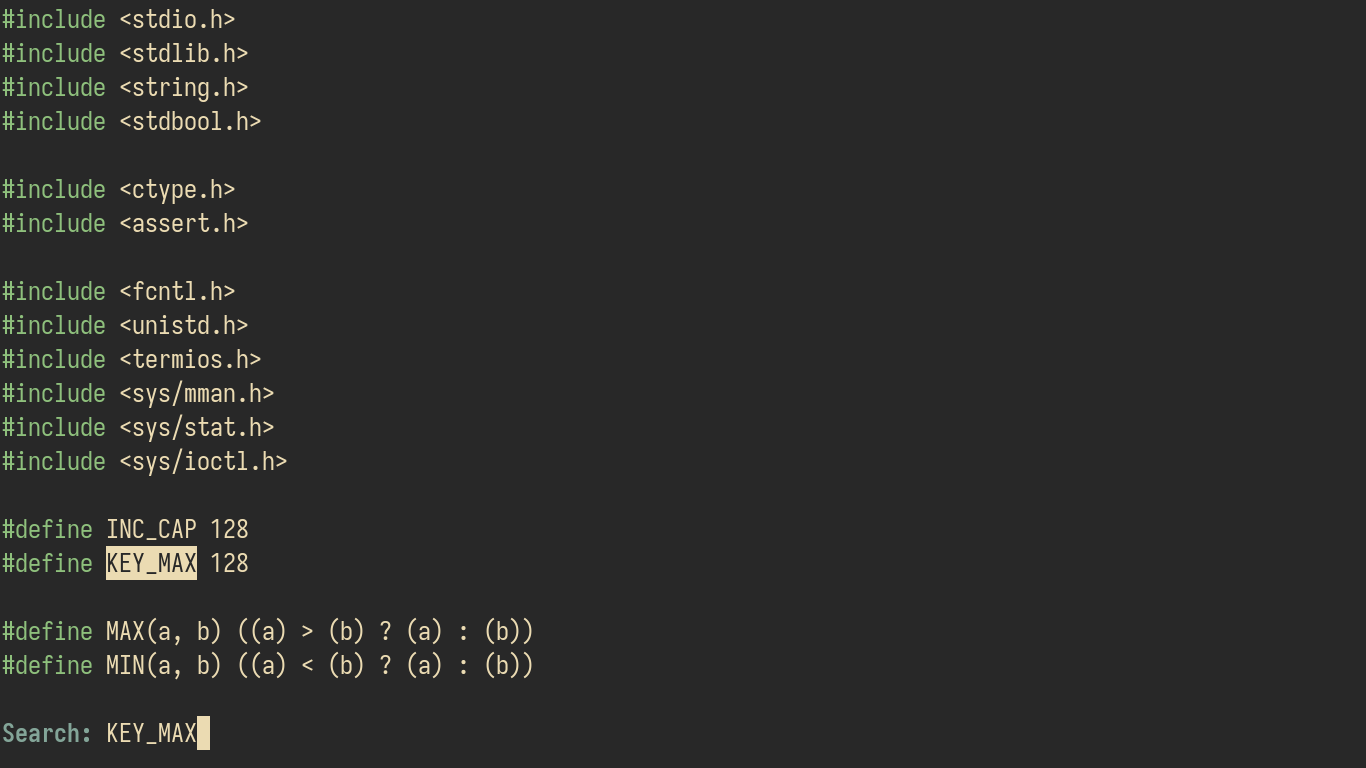 #include <stdio.h>
#include <stdlib.h>
#include <string.h>
#include <stdbool.h>
#include <ctype.h>
#include <assert.h>
#include <fcntl.h>
#include <unistd.h>
#include <termios.h>
#include <sys/mman.h>
#include <sys/stat.h>
#include <sys/ioctl.h>
#define INC_CAP 128
#define KEY_MAX 128
#define MAX(a, b) ((a) > (b) ? (a) : (b))
#define MIN(a, b) ((a) < (b) ? (a) : (b))
Search: KEY_MAX